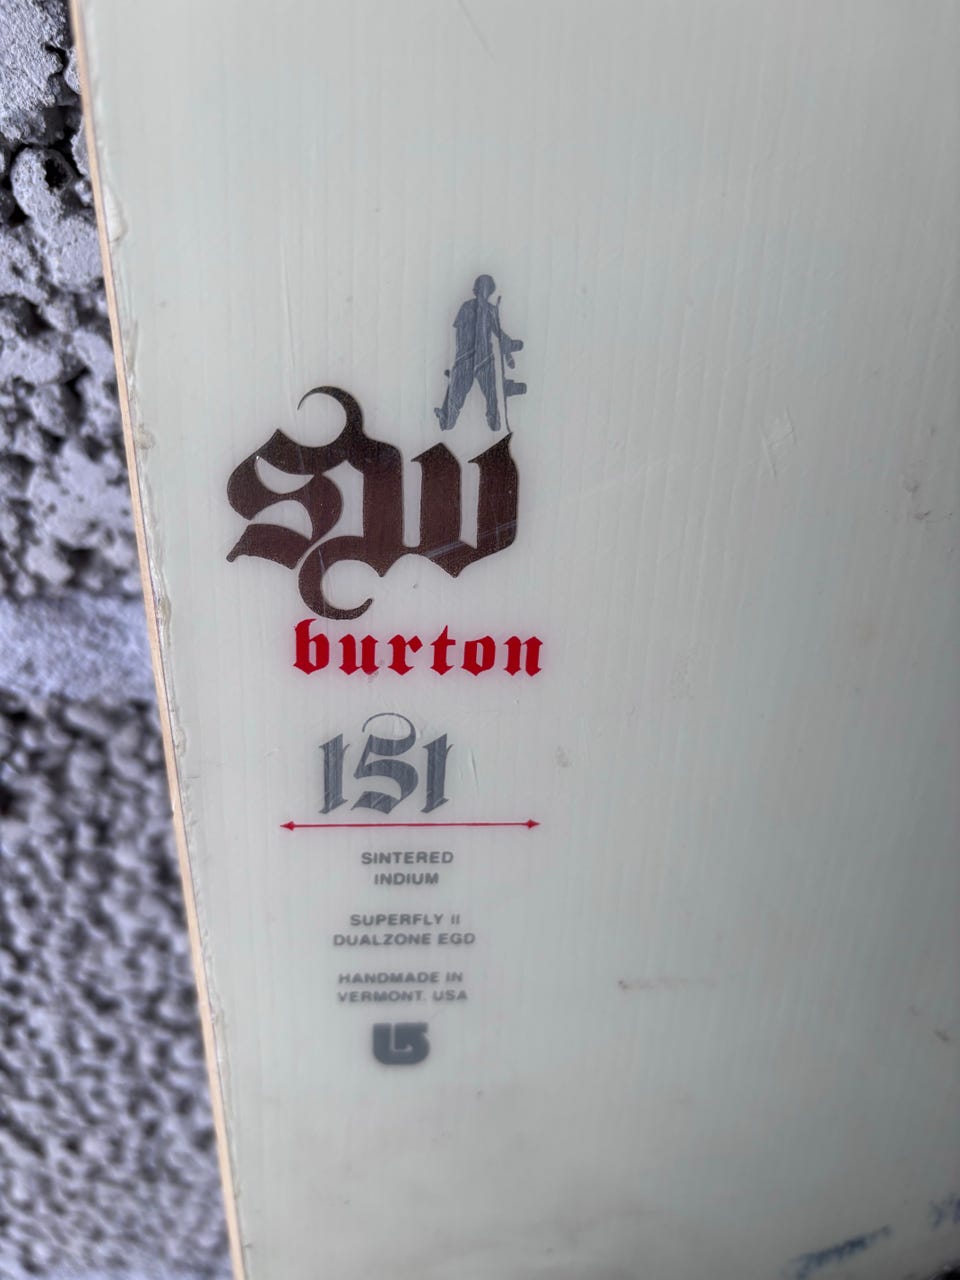 SW
burton
151
SINTERED
INDIUM
SUPERFLY II
DUALZONE EGD
HANDMADE IN
VERMONT. USA